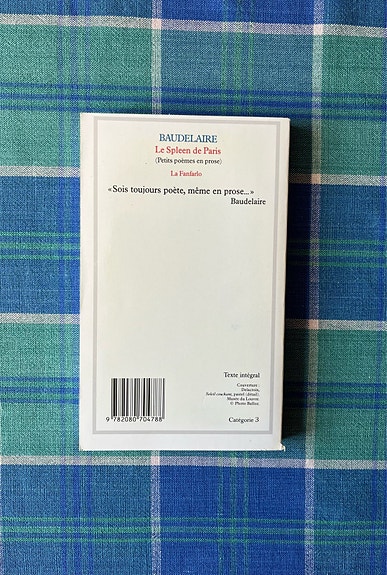 BAUDELAIRE
Le Spleen de Paris
(Petits poèmes en prose)
La Fanfarlo
« Sois toujours poète, même en prose... »
Baudelaire
Texte intégral
Couverture :
Delacroix,
Soleil couchant, pastel (détail).
Musée du Louvre.
© Photo Bulloz.
9 782080 704788
Catégorie 3